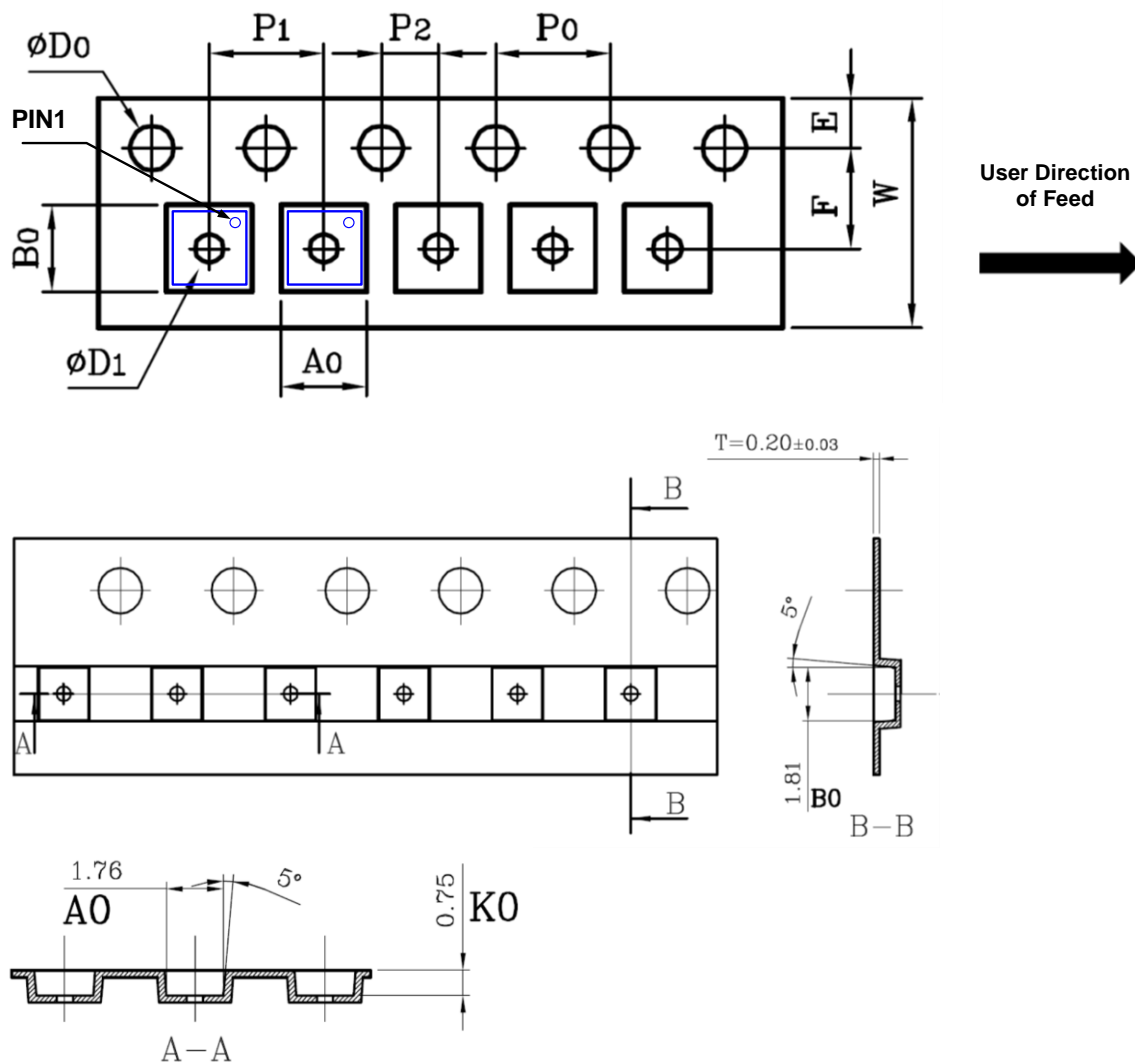 P1
P2
P0
øD0
PIN1
E
F
W
User Direction
of Feed
B0
øD1
A0
T=0.20±0.03
B
5°
A
A
1.81
B0
B
B-B
1.76
A0
5°
0.75
K0
A-A